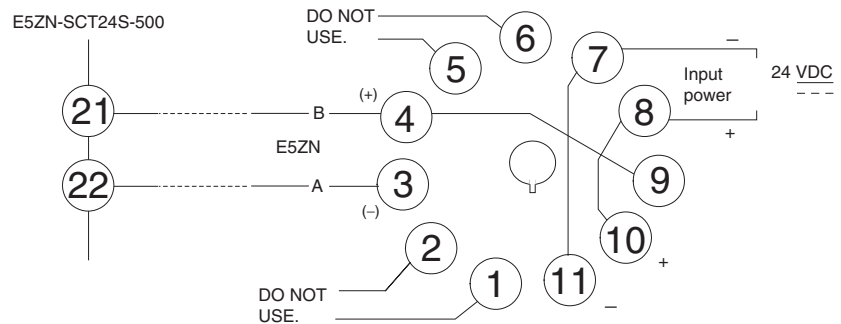 E5ZN-SCT24S-500
DO NOT
USE.
6
5
7
–
Input
power
24 VDC
8
+
21
B
(+)
4
E5ZN
22
A
3
(–)
9
10
+
2
1
11
–
DO NOT
USE.